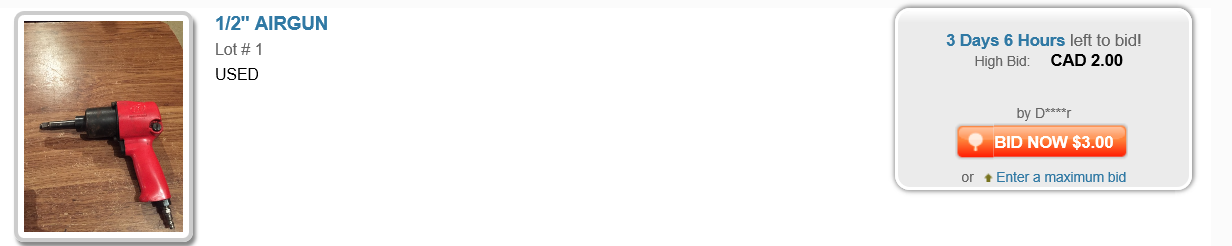 1/2" AIRGUN
Lot # 1
USED
3 Days 6 Hours left to bid!
High Bid: CAD 2.00
by D****r
BID NOW $3.00
or Enter a maximum bid